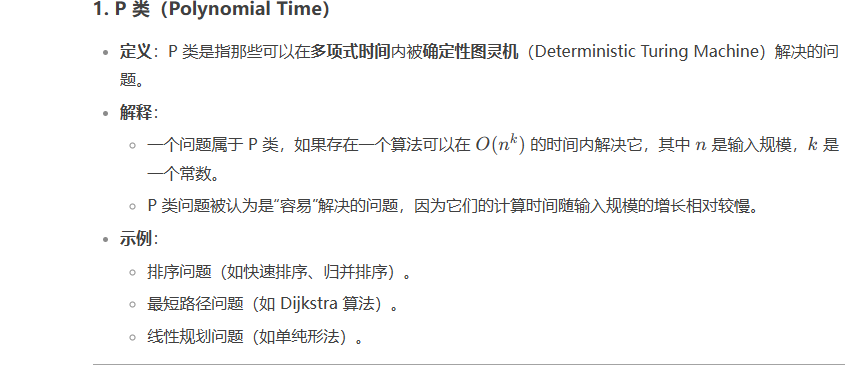 1. P 类（Polynomial Time）
• 定义：P 类是指那些可以在多项式时间内被确定性图灵机（Deterministic Turing Machine）解决的问
题。
• 解释：
◦ 一个问题属于 P 类，如果存在一个算法可以在 O(n^k) 的时间内解决它，其中 n 是输入规模，k 是
一个常数。
◦ P 类问题被认为是“容易”解决的问题，因为它们的计算时间随输入规模的增长相对较慢。
• 示例：
◦ 排序问题（如快速排序、归并排序）。
◦ 最短路径问题（如 Dijkstra 算法）。
◦ 线性规划问题（如单纯形法）。